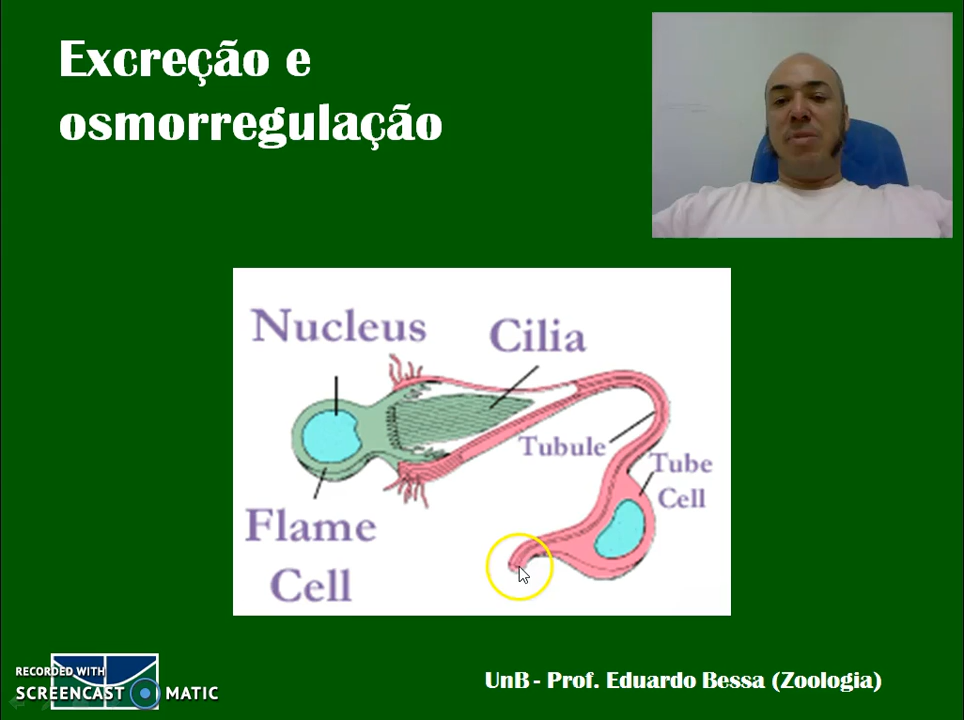 Excreção e
osmorregulação
Nucleus
Cilia
Tubule
Tube
Cell
Flame
Cell
RECORDED WITH
SCREENCAST MATIC
UnB - Prof. Eduardo Bessa (Zoologia)